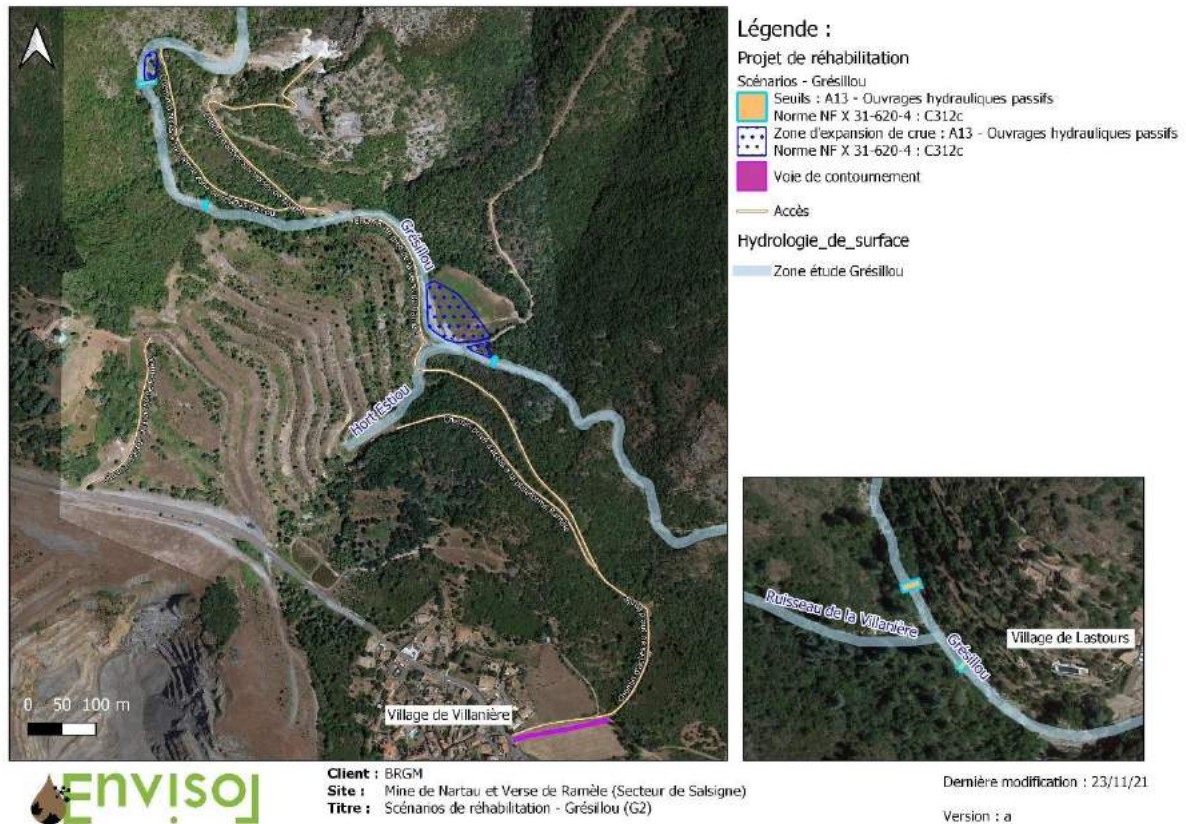 Légende :
Projet de réhabilitation
Scénarios - Grésillou
Seuils : A13 - Ouvrages hydrauliques passifs
Norme NF X 31-620-4 : C312c
Zone d'expansion de crue : A13 - Ouvrages hydrauliques passifs
Norme NF X 31-620-4 : C312c
Voie de contournement
Accès
Hydrologie_de_surface
Zone étude Grésillou
Grésillou
Hort Estiou
Village de Villanière
0 50 100 m
Ruisseau de la Villanière
Grésillou
Village de Lastours
Envisol
Client : BRGM
Site : Mine de Nartau et Verse de Ramèle (Secteur de Salsigne)
Titre : Scénarios de réhabilitation - Grésillou (G2)
Dernière modification : 23/11/21
Version : a